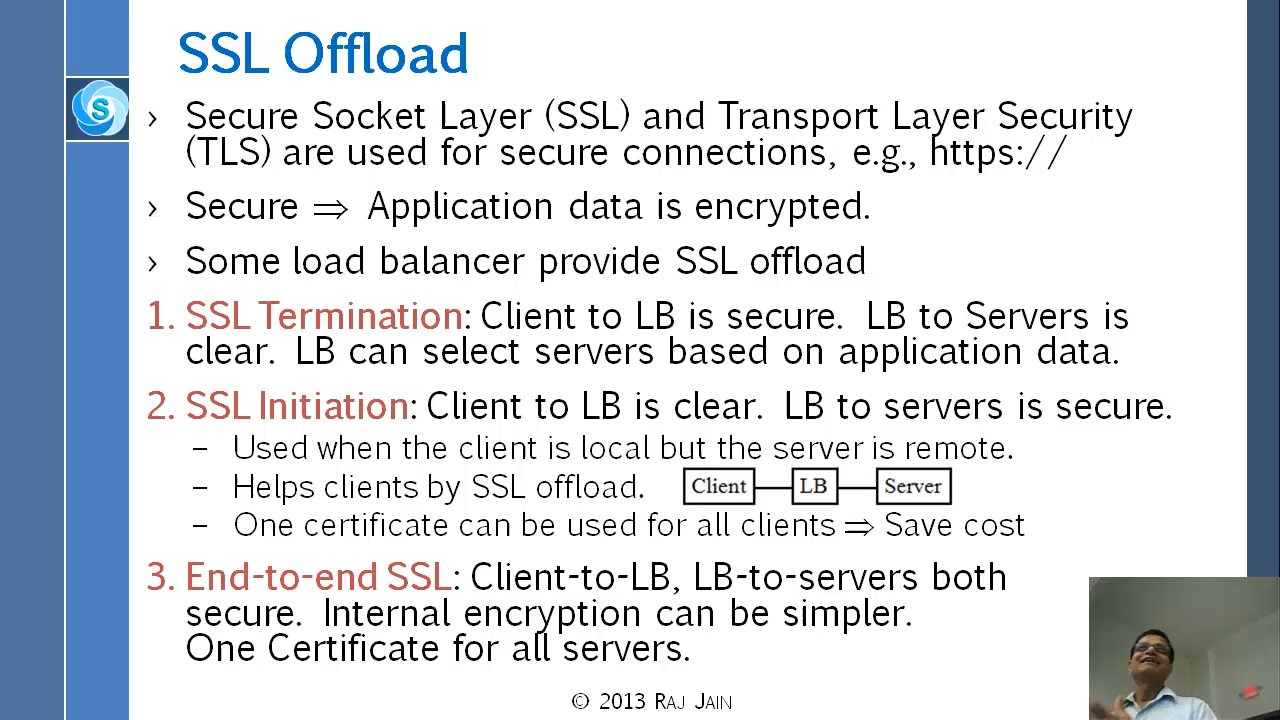 SSL Offload
S
› Secure Socket Layer (SSL) and Transport Layer Security
(TLS) are used for secure connections, e.g., https://
› Secure ⇒ Application data is encrypted.
› Some load balancer provide SSL offload
1. SSL Termination: Client to LB is secure. LB to Servers is
clear. LB can select servers based on application data.
2. SSL Initiation: Client to LB is clear. LB to servers is secure.
– Used when the client is local but the server is remote.
– Helps clients by SSL offload.
Client LB Server
– One certificate can be used for all clients ⇒ Save cost
3. End-to-end SSL: Client-to-LB, LB-to-servers both
secure. Internal encryption can be simpler.
One Certificate for all servers.
© 2013 RAJ JAIN